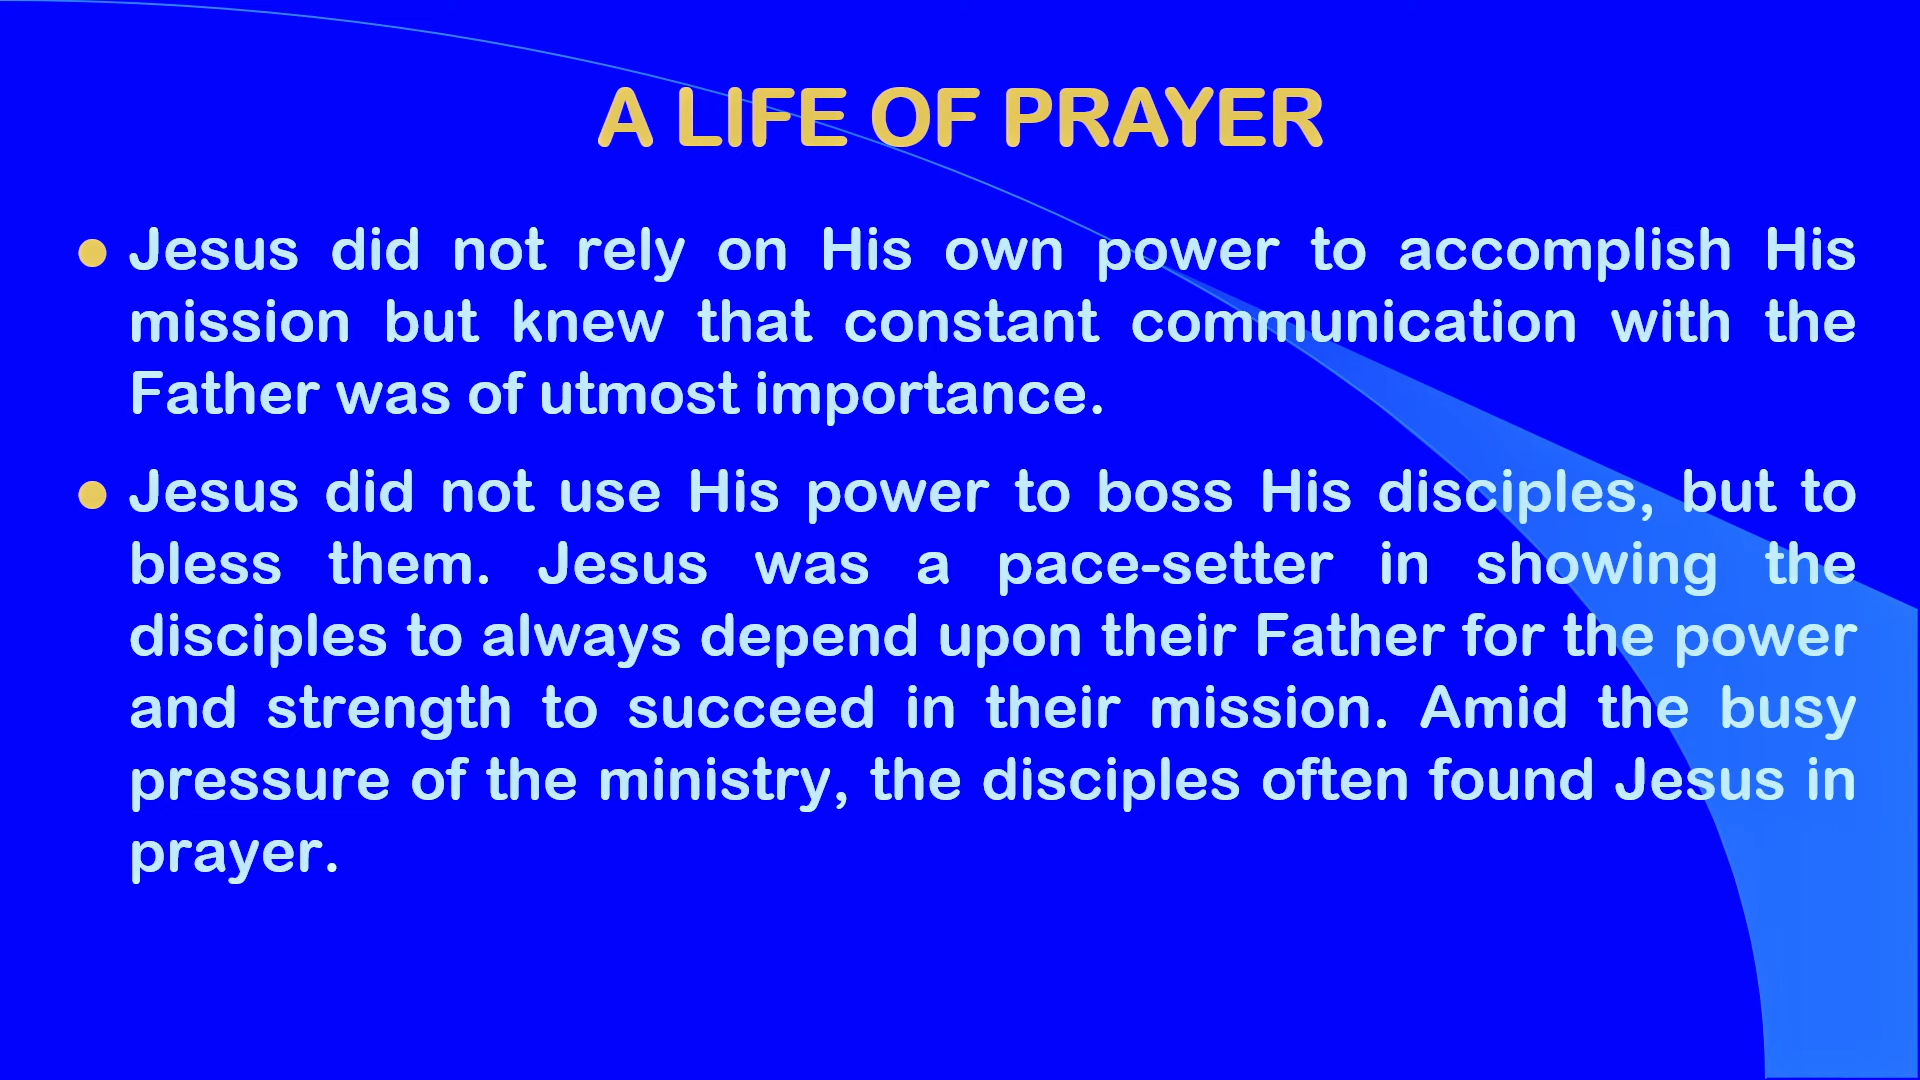 A LIFE OF PRAYER
● Jesus did not rely on His own power to accomplish His
mission but knew that constant communication with the
Father was of utmost importance.
● Jesus did not use His power to boss His disciples, but to
bless them. Jesus was a pace-setter in showing the
disciples to always depend upon their Father for the power
and strength to succeed in their mission. Amid the busy
pressure of the ministry, the disciples often found Jesus in
prayer.